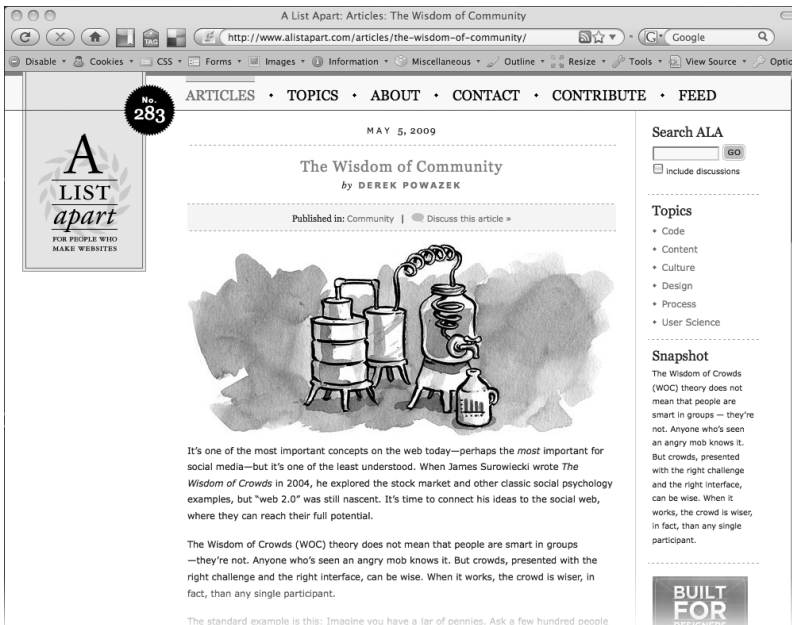 A List Apart: Articles: The Wisdom of Community
http://www.alistapart.com/articles/the-wisdom-of-community/
Google
Disable Cookies CSS Forms Images Information Miscellaneous Outline Resize Tools View Source Optio
TAG
No.
283
A
LIST
apart
FOR PEOPLE WHO
MAKE WEBSITES
ARTICLES • TOPICS • ABOUT • CONTACT • CONTRIBUTE • FEED
MAY 5, 2009
The Wisdom of Community
by DEREK POWAZEK
Published in: Community | Discuss this article »
It's one of the most important concepts on the web today—perhaps the most important for
social media—but it's one of the least understood. When James Surowiecki wrote The
Wisdom of Crowds in 2004, he explored the stock market and other classic social psychology
examples, but “web 2.0” was still nascent. It's time to connect his ideas to the social web,
where they can reach their full potential.
The Wisdom of Crowds (WOC) theory does not mean that people are smart in groups
—they're not. Anyone who's seen an angry mob knows it. But crowds, presented with the
right challenge and the right interface, can be wise. When it works, the crowd is wiser, in
fact, than any single participant.
The standard example is this: Imagine you have a jar of pennies. Ask a few hundred people
Search ALA
GO
include discussions
Topics
• Code
• Content
• Culture
• Design
• Process
• User Science
Snapshot
The Wisdom of Crowds
(WOC) theory does not
mean that people are
smart in groups — they're
not. Anyone who's seen
an angry mob knows it.
But crowds, presented
with the right challenge
and the right interface,
can be wise. When it
works, the crowd is wiser,
in fact, than any single
participant.
BUILT
FOR
DESIGNERS